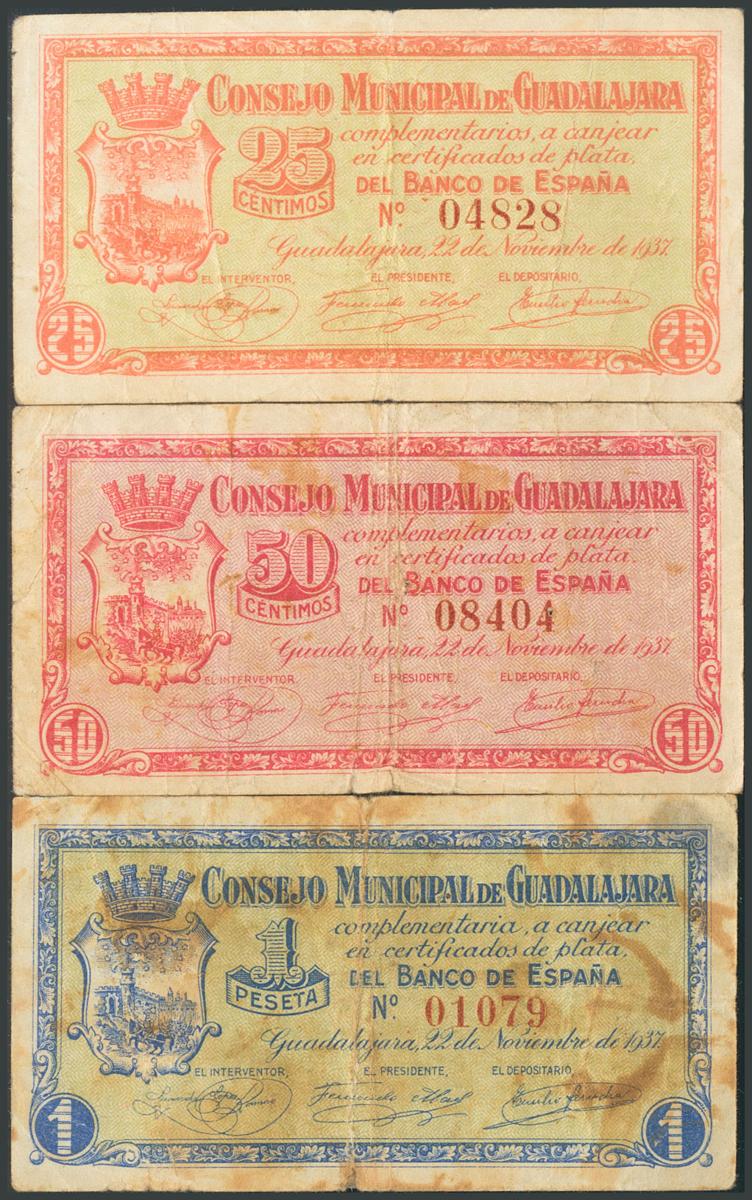 CONSEJO MUNICIPAL DE GUADALAJARA
25 CÉNTIMOS
complementarios, a canjear
en certificados de plata,
DEL BANCO DE ESPAÑA
Nº. 04828
Guadalajara, 22 de Noviembre de 1937.
EL INTERVENTOR, EL PRESIDENTE, EL DEPOSITARIO,
25 25
CONSEJO MUNICIPAL DE GUADALAJARA
50 CÉNTIMOS
complementarios, a canjear
en certificados de plata.
DEL BANCO DE ESPAÑA
Nº 08404
Guadalajara, 22 de Noviembre de 1937.
EL INTERVENTOR EL PRESIDENTE, EL DEPOSITARIO,
50 50
CONSEJO MUNICIPAL DE GUADALAJARA
1 PESETA
complementaria, a canjear
en certificados de plata,
DEL BANCO DE ESPAÑA
Nº. 01079
Guadalajara, 22 de Noviembre de 1937.
EL INTERVENTOR, EL PRESIDENTE, EL DEPOSITARIO,
1 1